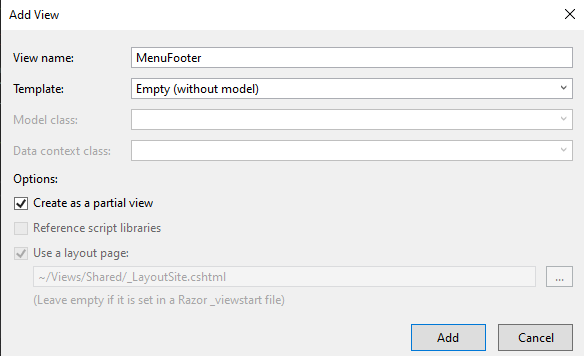 Add View
View name: MenuFooter
Template: Empty (without model)
Model class:
Data context class:
Options:
Create as a partial view
Reference script libraries
Use a layout page:
~/Views/Shared/_LayoutSite.cshtml ...
(Leave empty if it is set in a Razor _viewstart file)
Add Cancel